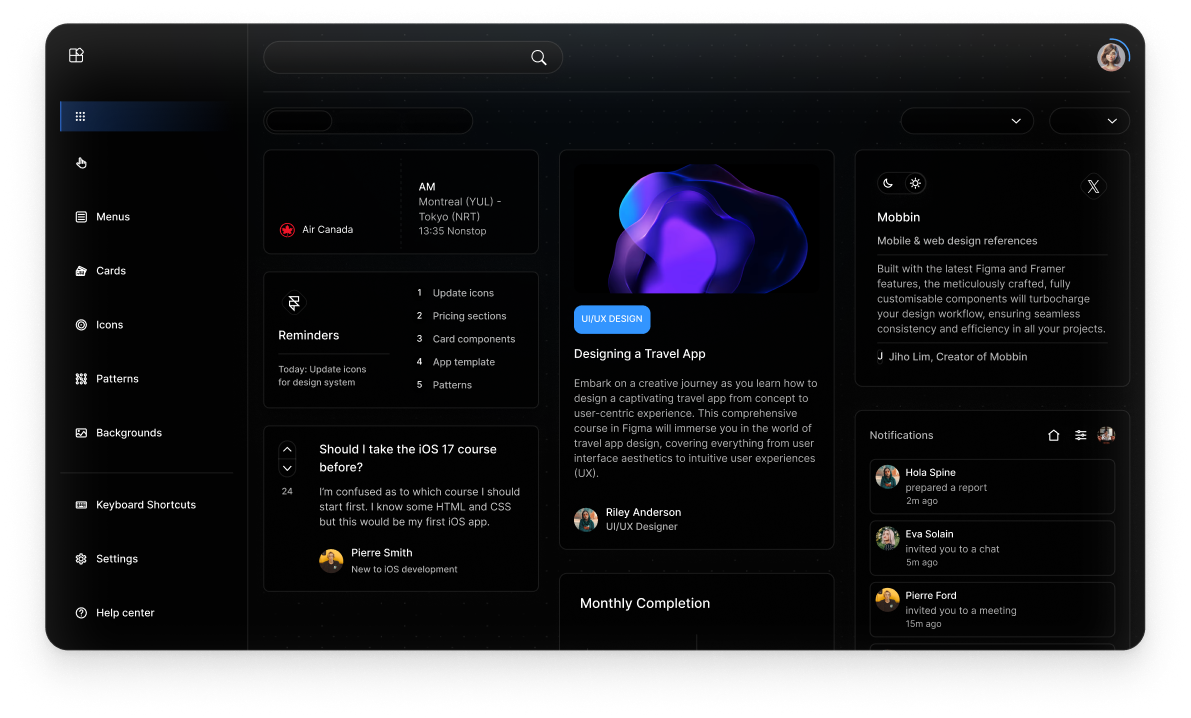 Menus
Cards
Icons
Patterns
Backgrounds
Keyboard Shortcuts
Settings
Help center
Air Canada
AM
Montreal (YUL) -
Tokyo (NRT)
13:35 Nonstop
Reminders
Today: Update icons
for design system
1 Update icons
2 Pricing sections
3 Card components
4 App template
5 Patterns
24
Should I take the iOS 17 course
before?
I'm confused as to which course I should
start first. I know some HTML and CSS
but this would be my first iOS app.
Pierre Smith
New to iOS development
UI/UX DESIGN
Designing a Travel App
Embark on a creative journey as you learn how to
design a captivating travel app from concept to
user-centric experience. This comprehensive
course in Figma will immerse you in the world of
travel app design, covering everything from user
interface aesthetics to intuitive user experiences
(UX).
Riley Anderson
UI/UX Designer
Monthly Completion
Mobbin
Mobile & web design references
Built with the latest Figma and Framer
features, the meticulously crafted, fully
customisable components will turbocharge
your design workflow, ensuring seamless
consistency and efficiency in all your projects.
J Jiho Lim, Creator of Mobbin
Notifications
Hola Spine
prepared a report
2m ago
Eva Solain
invited you to a chat
5m ago
Pierre Ford
invited you to a meeting
15m ago